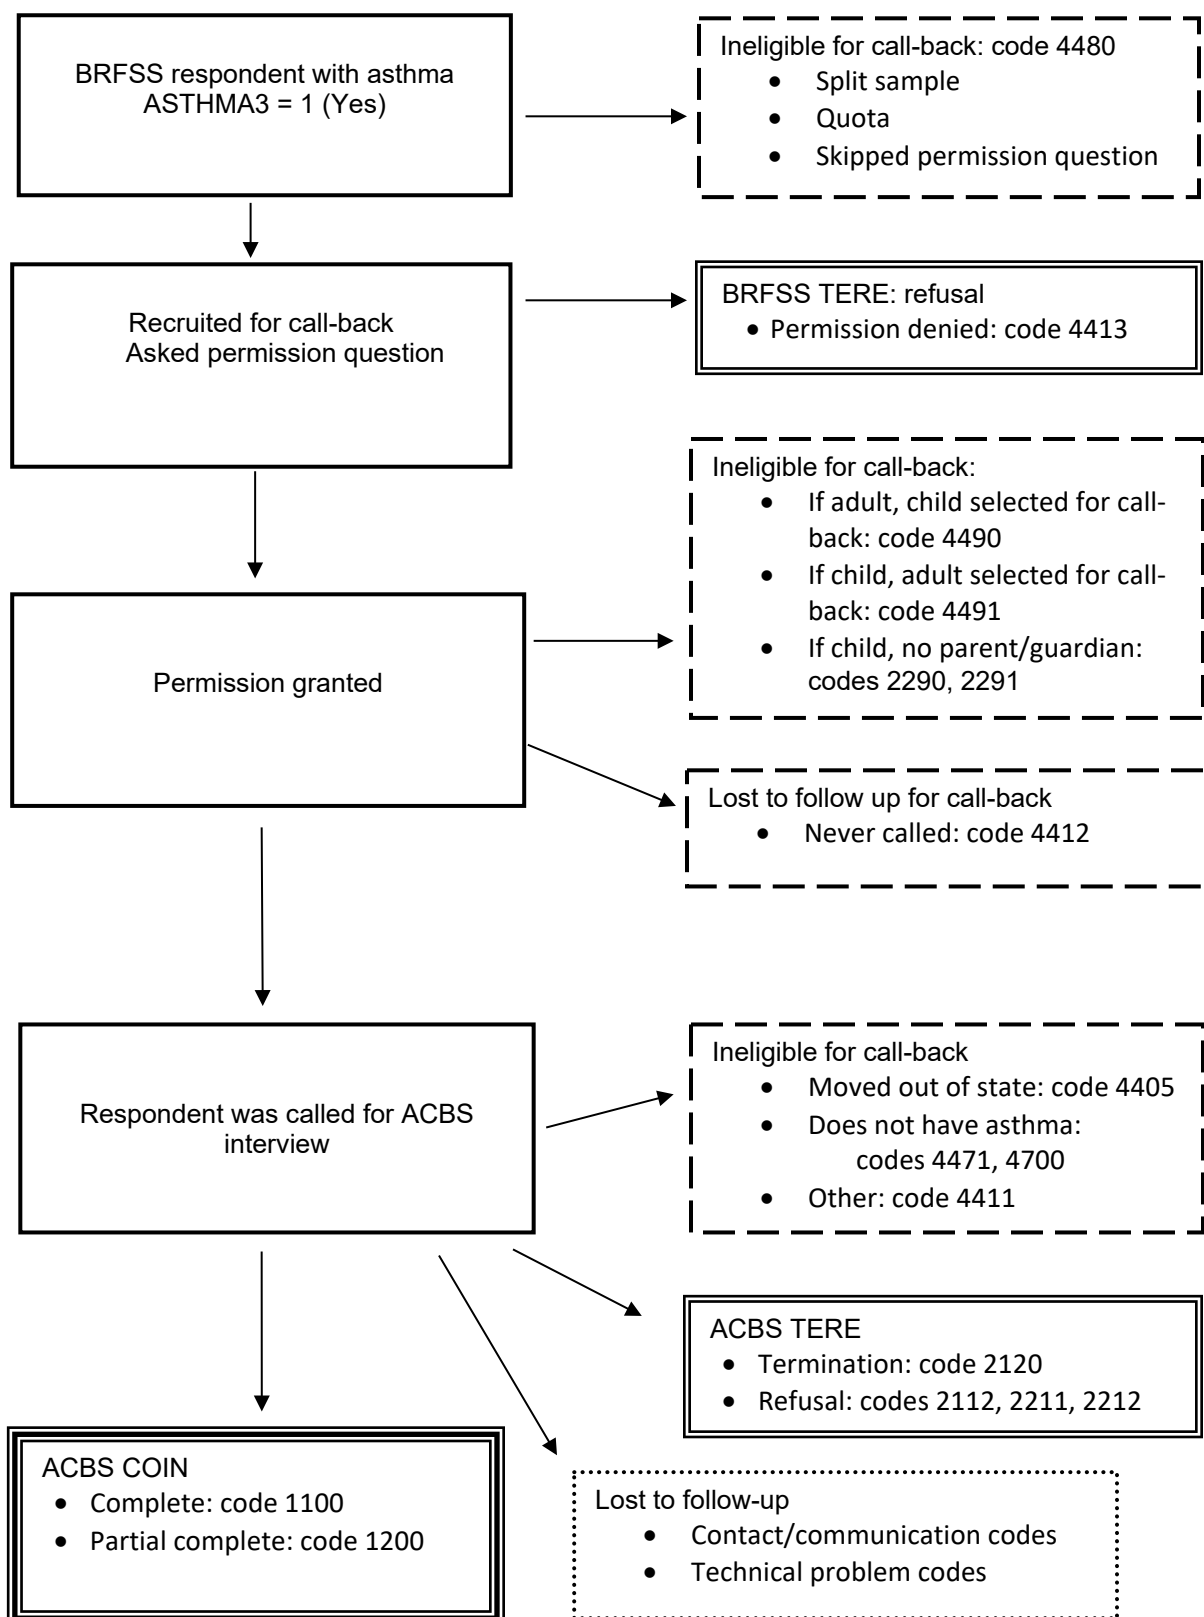 BRFSS respondent with asthma
ASTHMA3 = 1 (Yes)
Ineligible for call-back: code 4480
• Split sample
• Quota
• Skipped permission question
Recruited for call-back
Asked permission question
BRFSS TERE: refusal
• Permission denied: code 4413
Ineligible for call-back:
• If adult, child selected for call-
back: code 4490
• If child, adult selected for call-
back: code 4491
• If child, no parent/guardian:
codes 2290, 2291
Permission granted
Lost to follow up for call-back
• Never called: code 4412
Respondent was called for ACBS
interview
Ineligible for call-back
• Moved out of state: code 4405
• Does not have asthma:
codes 4471, 4700
• Other: code 4411
ACBS TERE
• Termination: code 2120
• Refusal: codes 2112, 2211, 2212
ACBS COIN
• Complete: code 1100
• Partial complete: code 1200
Lost to follow-up
• Contact/communication codes
• Technical problem codes